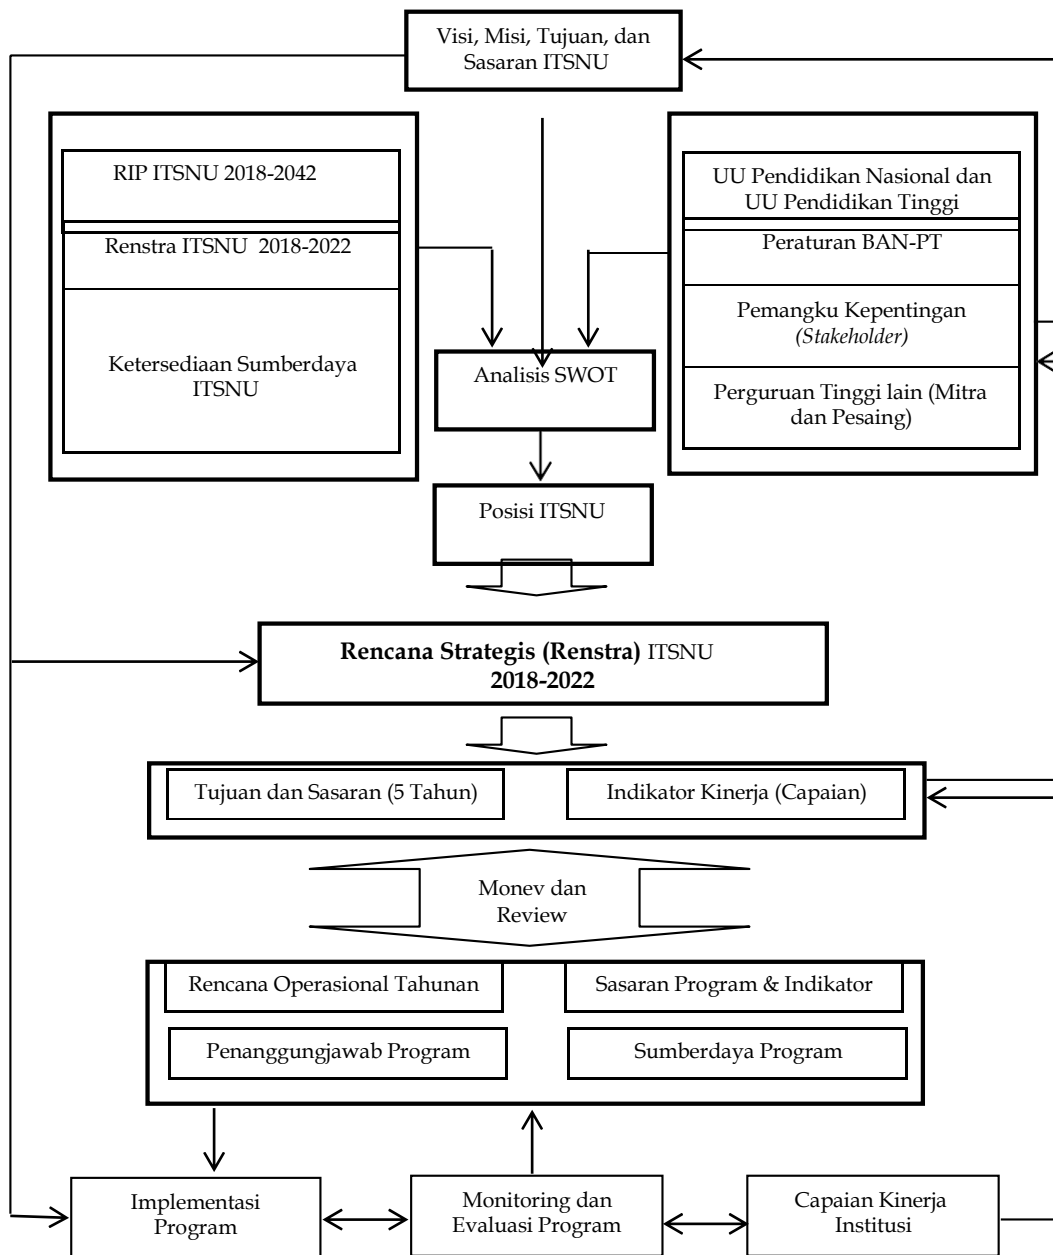 Visi, Misi, Tujuan, dan
Sasaran ITSNU
RIP ITSNU 2018-2042
Renstra ITSNU 2018-2022
Ketersediaan Sumberdaya
ITSNU
UU Pendidikan Nasional dan
UU Pendidikan Tinggi
Peraturan BAN-PT
Pemangku Kepentingan
(Stakeholder)
Perguruan Tinggi lain (Mitra
dan Pesaing)
Analisis SWOT
Posisi ITSNU
Rencana Strategis (Renstra) ITSNU
2018-2022
Tujuan dan Sasaran (5 Tahun)
Indikator Kinerja (Capaian)
Monev dan
Review
Rencana Operasional Tahunan
Sasaran Program & Indikator
Penanggungjawab Program
Sumberdaya Program
Implementasi
Program
Monitoring dan
Evaluasi Program
Capaian Kinerja
Institusi